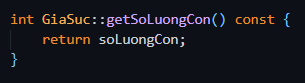 int GiaSuc::getSoLuongCon() const {
    return soLuongCon;
}